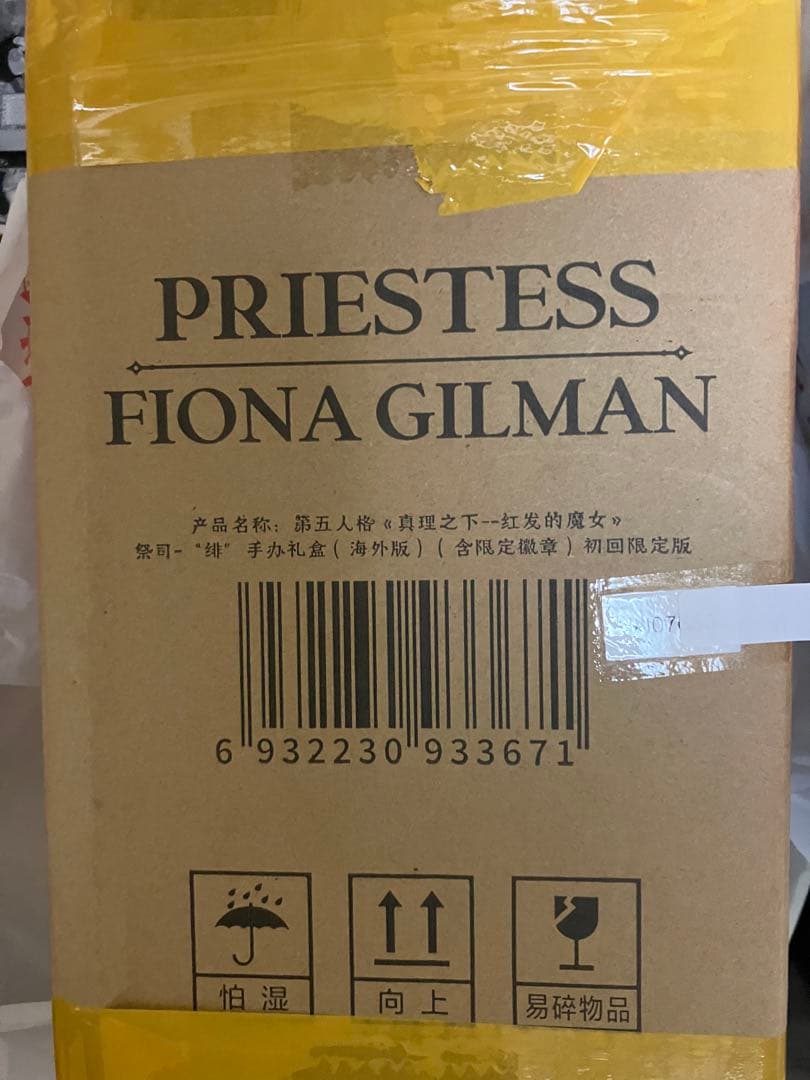 PRIESTESS
FIONA GILMAN
产品名称：第五人格《真理之下--红发的魔女》
祭司-“绯”手办礼盒（海外版）（含限定徽章）初回限定版
6 932230 933671
怕 湿
向 上
易碎物品